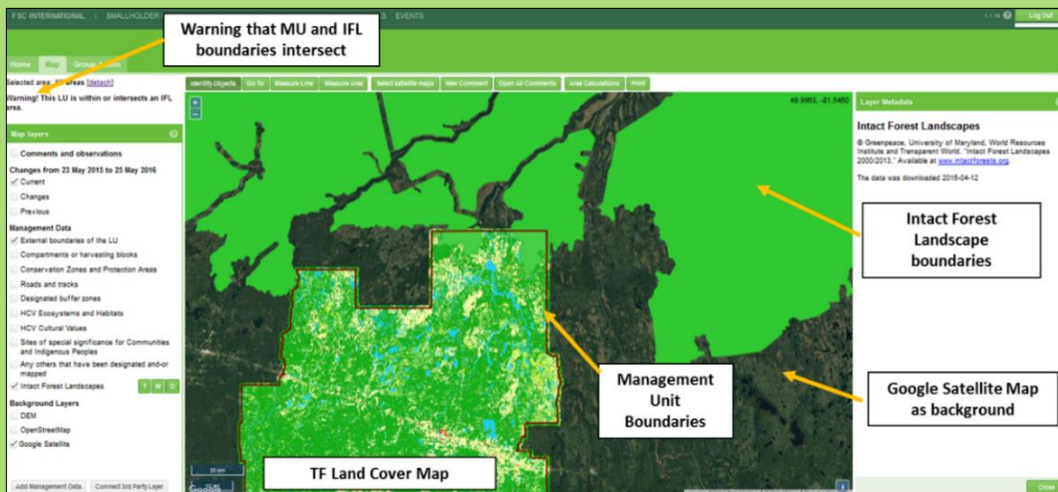 FSC INTERNATIONAL | SMALLHOLDER
EVENTS
1.1.16
Log Out
Warning that MU and IFL
boundaries intersect
Home Map Group
Selected area: areas [detach]
Warning! This LU is within or intersects an IFL
area.
Identify Objects Go To Measure Line Measure Area Select satellite maps New Comment Open All Comments Area Calculations Print
49.9963, -81.5460
Map layers
Comments and observations
Changes from 23 May 2015 to 25 May 2016
Current
Changes
Previous
Management Data
External boundaries of the LU
Compartments or harvesting blocks
Conservation Zones and Protection Areas
Roads and tracks
Designated buffer zones
HCV Ecosystems and Habitats
HCV Cultural Values
Sites of special significance for Communities
and Indigenous Peoples
Any others that have been designated and-or
mapped
Intact Forest Landscapes T W D
Background Layers
DEM
OpenStreetMap
Google Satellite
Add Management Data Connect 3rd Party Layer
20 km
TF Land Cover Map
Management
Unit
Boundaries
Layer Metadata
Intact Forest Landscapes
© Greenpeace, University of Maryland, World Resources
Institute and Transparent World. "Intact Forest Landscapes
2000/2013." Available at www.intactforests.org.
The data was downloaded 2016-04-12
Intact Forest
Landscape
boundaries
Google Satellite Map
as background
Close